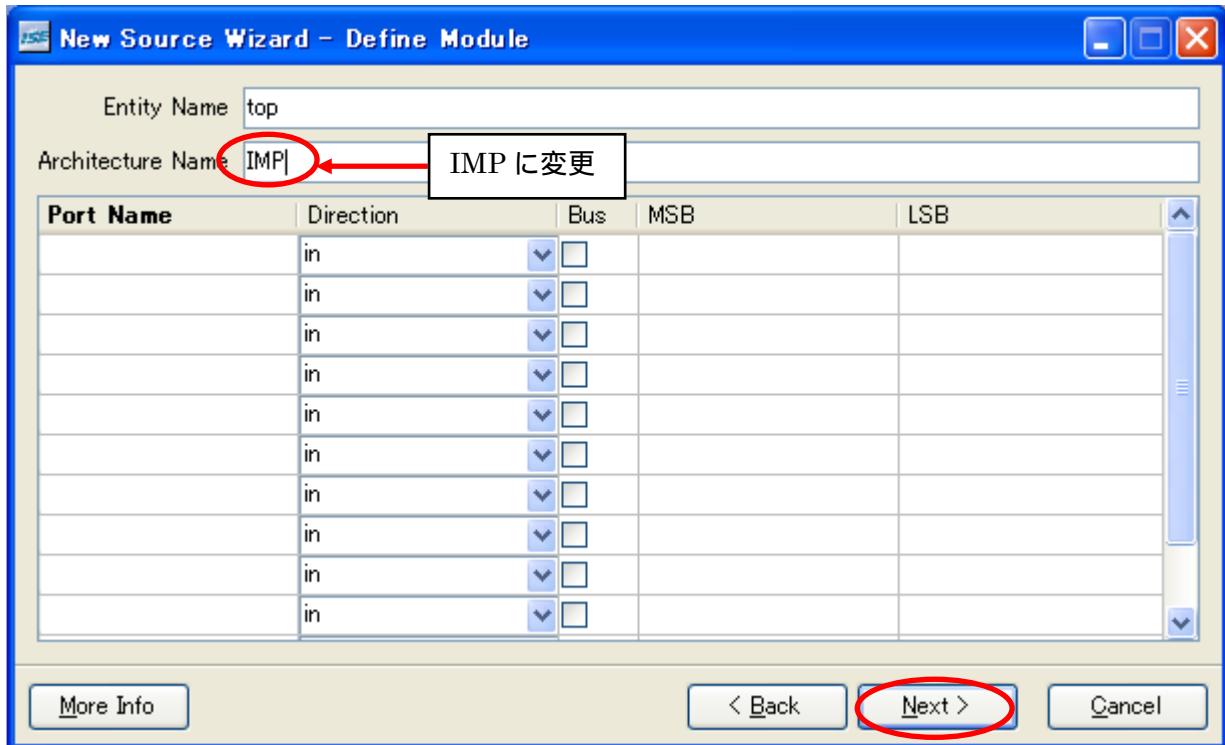 ISE New Source Wizard - Define Module
Entity Name top
Architecture Name IMP
IMP に変更
Port Name Direction Bus MSB LSB
in
in
in
in
in
in
in
in
in
in
More Info < Back Next > Cancel